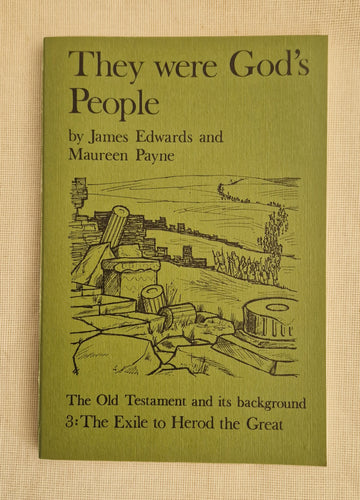 They were God's
People
by James Edwards and
Maureen Payne
The Old Testament and its background
3: The Exile to Herod the Great